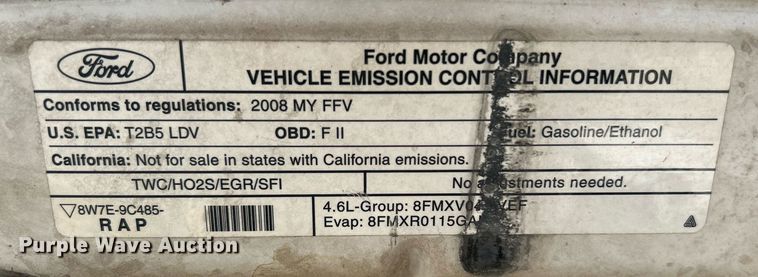 Ford
Ford Motor Company
VEHICLE EMISSION CONTROL INFORMATION
Conforms to regulations: 2008 MY FFV
U.S. EPA: T2B5 LDV OBD: F II Fuel: Gasoline/Ethanol
California: Not for sale in states with California emissions.
TWC/HO2S/EGR/SFI No adjustments needed.
8W7E-9C485-
RAP
4.6L-Group:
Evap:
Purple Wave Auction